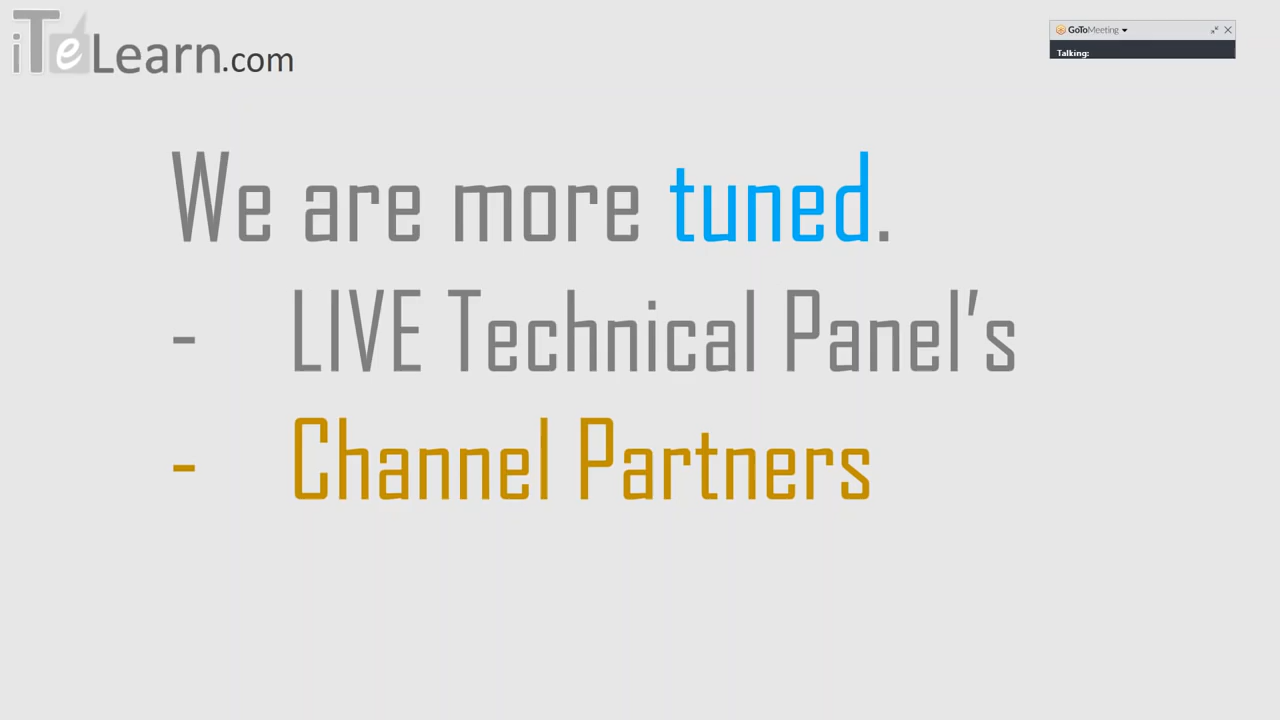 iTeLearn.com
GoToMeeting
Talking:
We are more tuned.
- LIVE Technical Panel’s
- Channel Partners